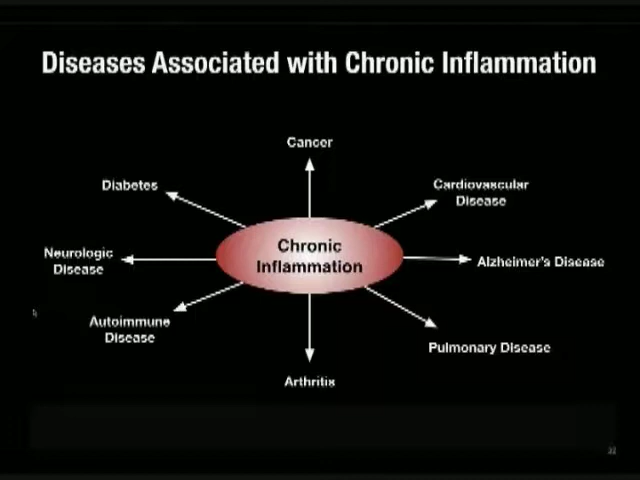 Diseases Associated with Chronic Inflammation
Cancer
Diabetes
Cardiovascular
Disease
Chronic
Inflammation
Neurologic
Disease
Alzheimer's Disease
Autoimmune
Disease
Pulmonary Disease
Arthritis